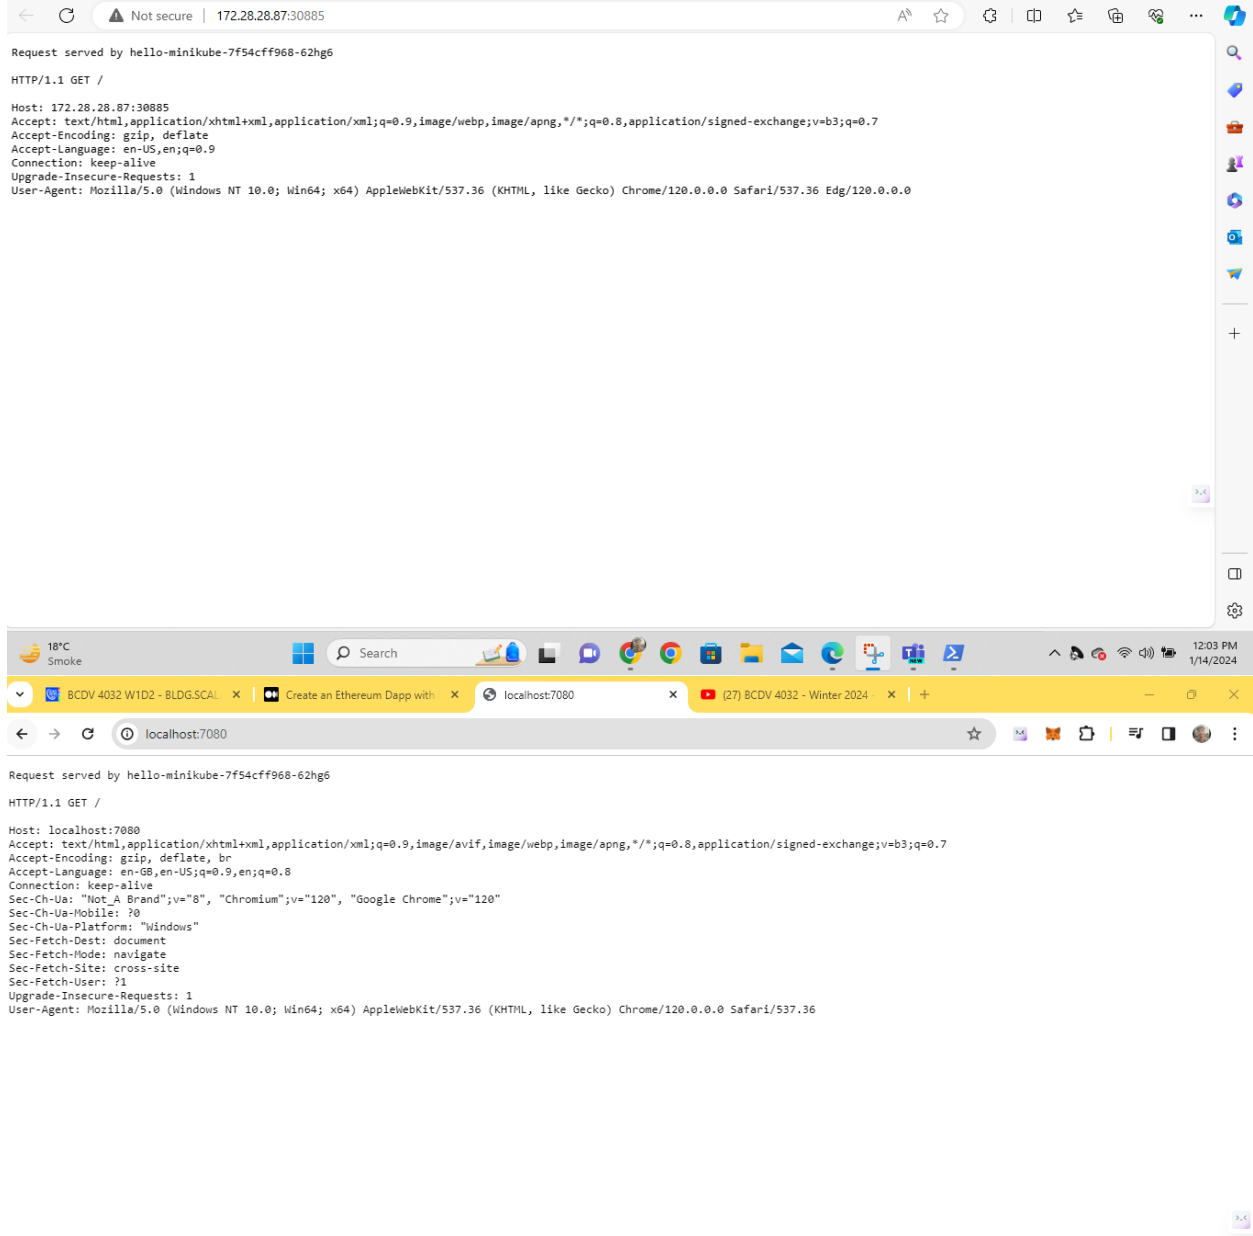 Not secure 172.28.28.87:30885
Request served by hello-minikube-7f54cff968-62hg6
HTTP/1.1 GET /
Host: 172.28.28.87:30885
Accept: text/html,application/xhtml+xml,application/xml;q=0.9,image/webp,image/apng,*/*;q=0.8,application/signed-exchange;v=b3;q=0.7
Accept-Encoding: gzip, deflate
Accept-Language: en-US,en;q=0.9
Connection: keep-alive
Upgrade-Insecure-Requests: 1
User-Agent: Mozilla/5.0 (Windows NT 10.0; Win64; x64) AppleWebKit/537.36 (KHTML, like Gecko) Chrome/120.0.0.0 Safari/537.36 Edg/120.0.0.0
18°C
Smoke
Search
12:03 PM
1/14/2024
BCDV 4032 W1D2 - BLDG.SCAL Create an Ethereum Dapp with localhost:7080 (27) BCDV 4032 - Winter 2024 -
localhost:7080
Request served by hello-minikube-7f54cff968-62hg6
HTTP/1.1 GET /
Host: localhost:7080
Accept: text/html,application/xhtml+xml,application/xml;q=0.9,image/avif,image/webp,image/apng,*/*;q=0.8,application/signed-exchange;v=b3;q=0.7
Accept-Encoding: gzip, deflate, br
Accept-Language: en-GB,en-US;q=0.9,en;q=0.8
Connection: keep-alive
Sec-Ch-Ua: "Not_A Brand";v="8", "Chromium";v="120", "Google Chrome";v="120"
Sec-Ch-Ua-Mobile: ?0
Sec-Ch-Ua-Platform: "Windows"
Sec-Fetch-Dest: document
Sec-Fetch-Mode: navigate
Sec-Fetch-Site: cross-site
Sec-Fetch-User: ?1
Upgrade-Insecure-Requests: 1
User-Agent: Mozilla/5.0 (Windows NT 10.0; Win64; x64) AppleWebKit/537.36 (KHTML, like Gecko) Chrome/120.0.0.0 Safari/537.36